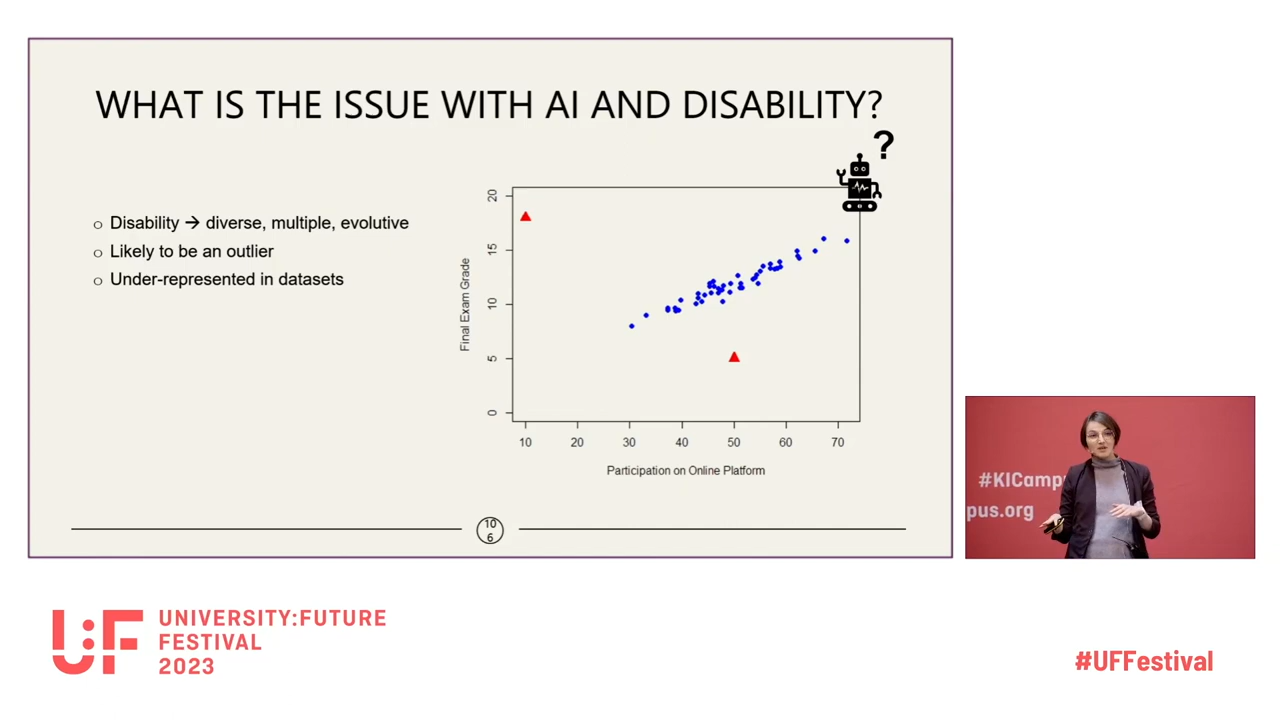 WHAT IS THE ISSUE WITH AI AND DISABILITY?
?
○ Disability → diverse, multiple, evolutive
○ Likely to be an outlier
○ Under-represented in datasets
Final Exam Grade
20
15
10
5
0
10 20 30 40 50 60 70
Participation on Online Platform
10
6
#KICamp
pus.org
U:F
UNIVERSITY:FUTURE
FESTIVAL
2023
#UFFestival